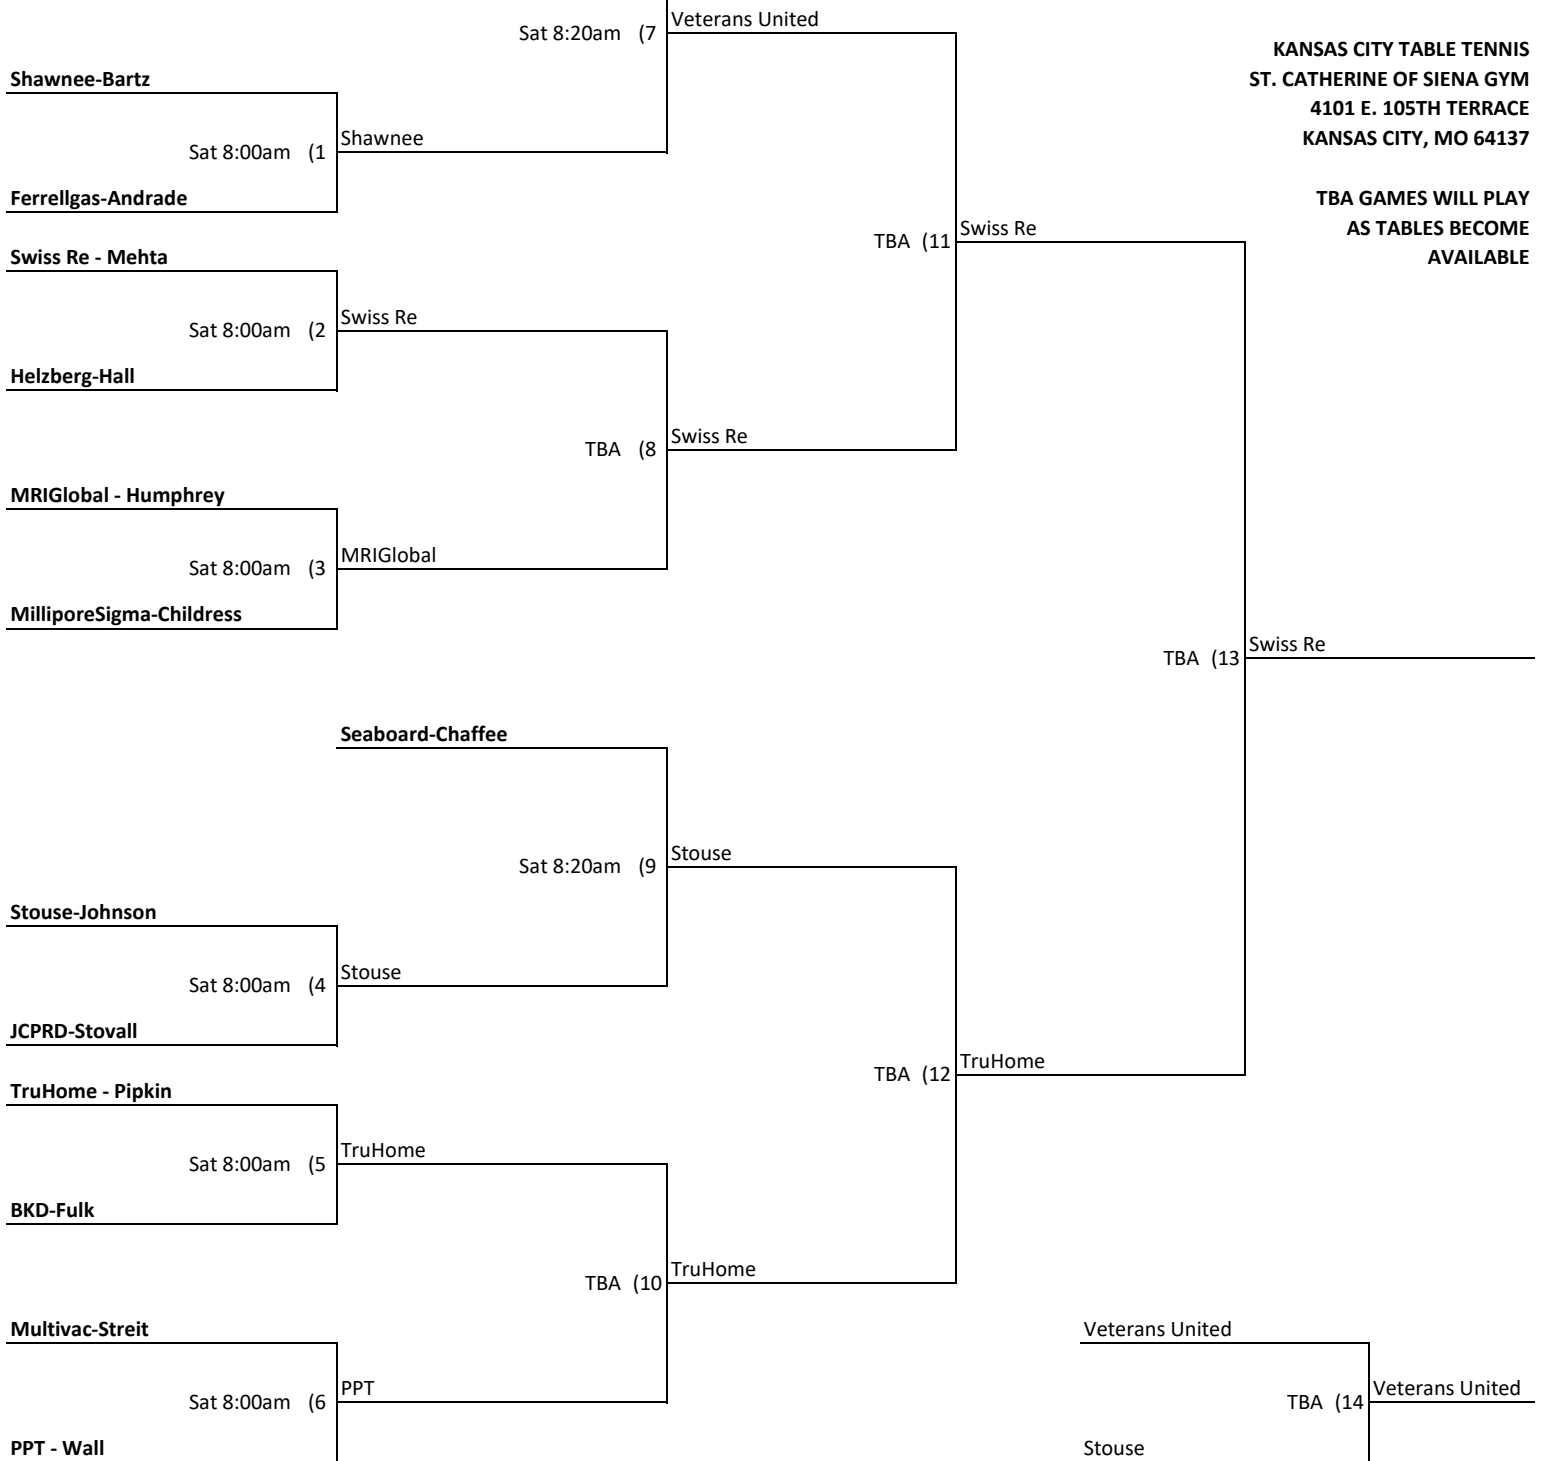 Veterans United
Sat 8:20am (7
KANSAS CITY TABLE TENNIS
ST. CATHERINE OF SIENA GYM
4101 E. 105TH TERRACE
KANSAS CITY, MO 64137
Shawnee-Bartz
Shawnee
Sat 8:00am (1
Ferrellgas-Andrade
TBA GAMES WILL PLAY
AS TABLES BECOME
AVAILABLE
Swiss Re
TBA (11
Swiss Re - Mehta
Swiss Re
Sat 8:00am (2
Helzberg-Hall
Swiss Re
TBA (8
MRIGlobal - Humphrey
MRIGlobal
Sat 8:00am (3
MilliporeSigma-Childress
Swiss Re
TBA (13
Seaboard-Chaffee
Stouse
Sat 8:20am (9
Stouse-Johnson
Stouse
Sat 8:00am (4
JCPRD-Stovall
TruHome
TBA (12
TruHome - Pipkin
TruHome
Sat 8:00am (5
BKD-Fulk
TruHome
TBA (10
Multivac-Streit
Veterans United
PPT
Sat 8:00am (6
Veterans United
TBA (14
PPT - Wall
Stouse